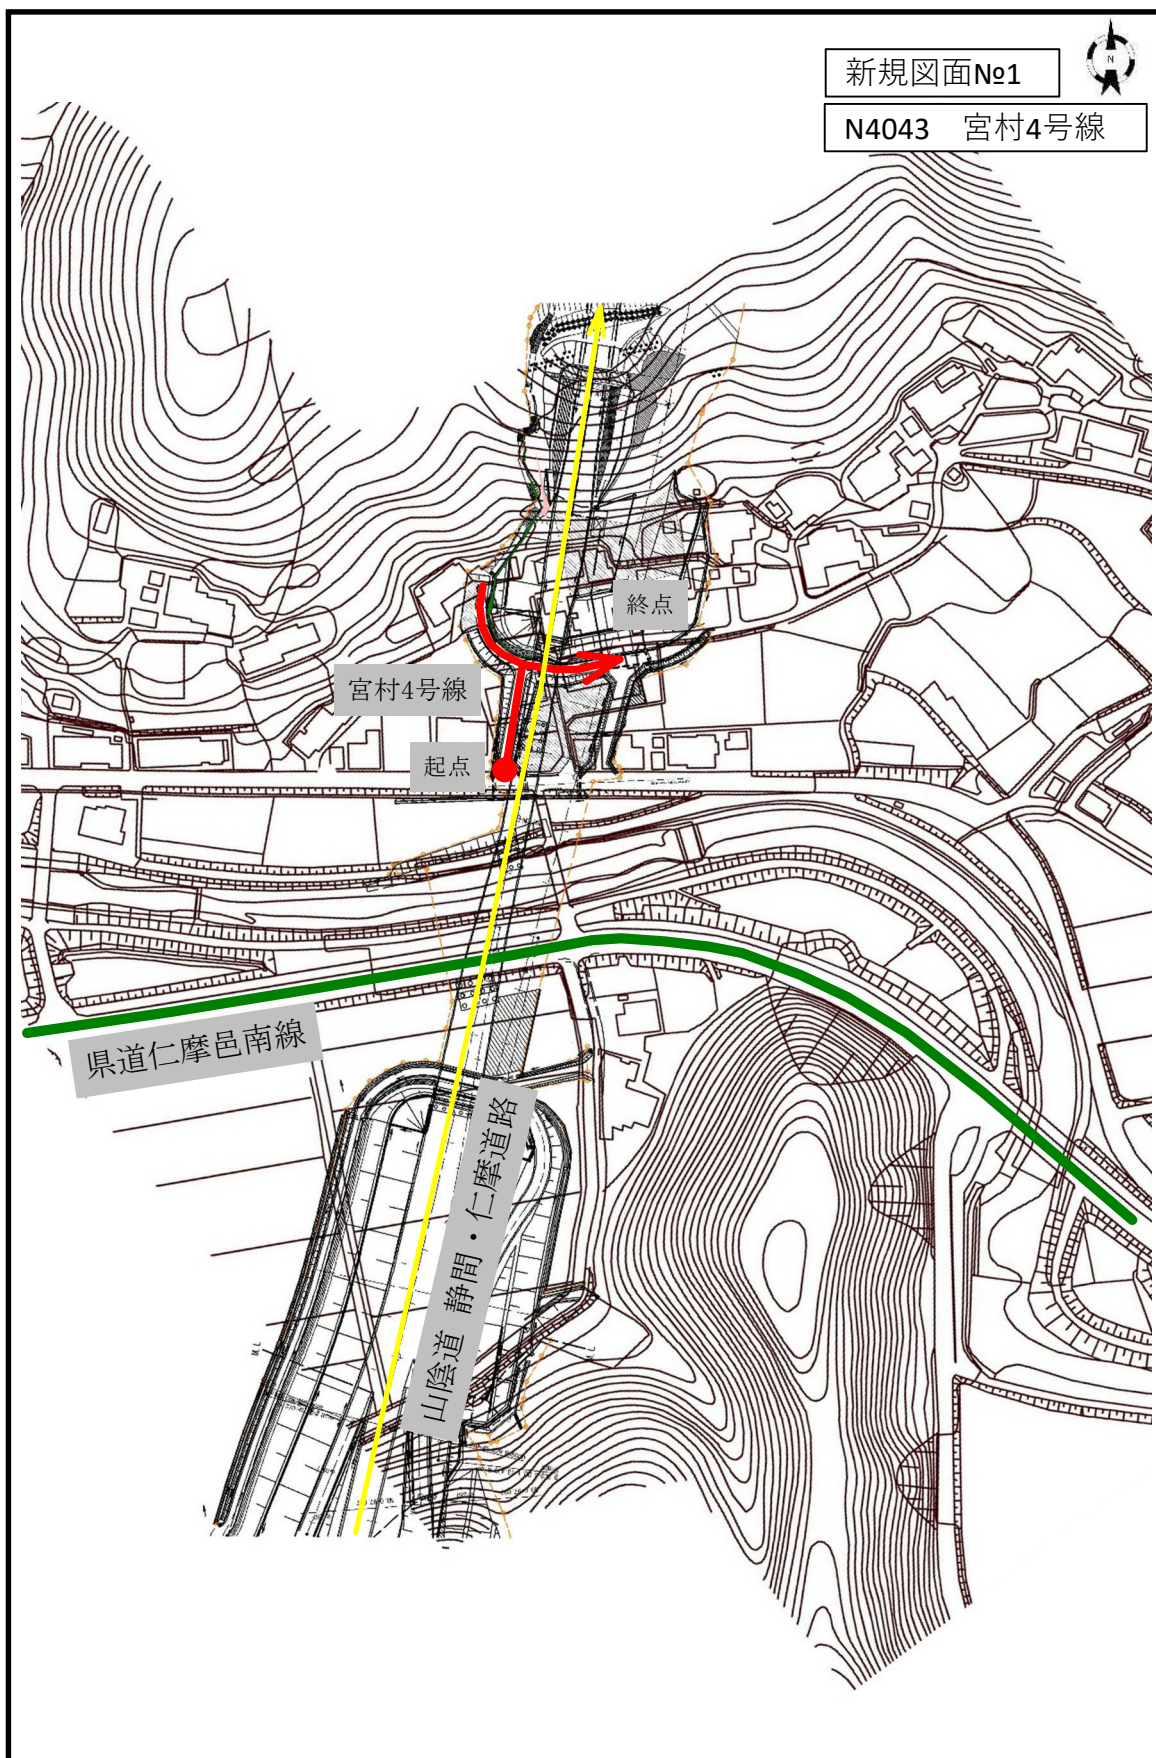 新規図面№1
N
N4043　宮村4号線
終点
宮村4号線
起点
県道仁摩邑南線
山陰道 静間・仁摩道路